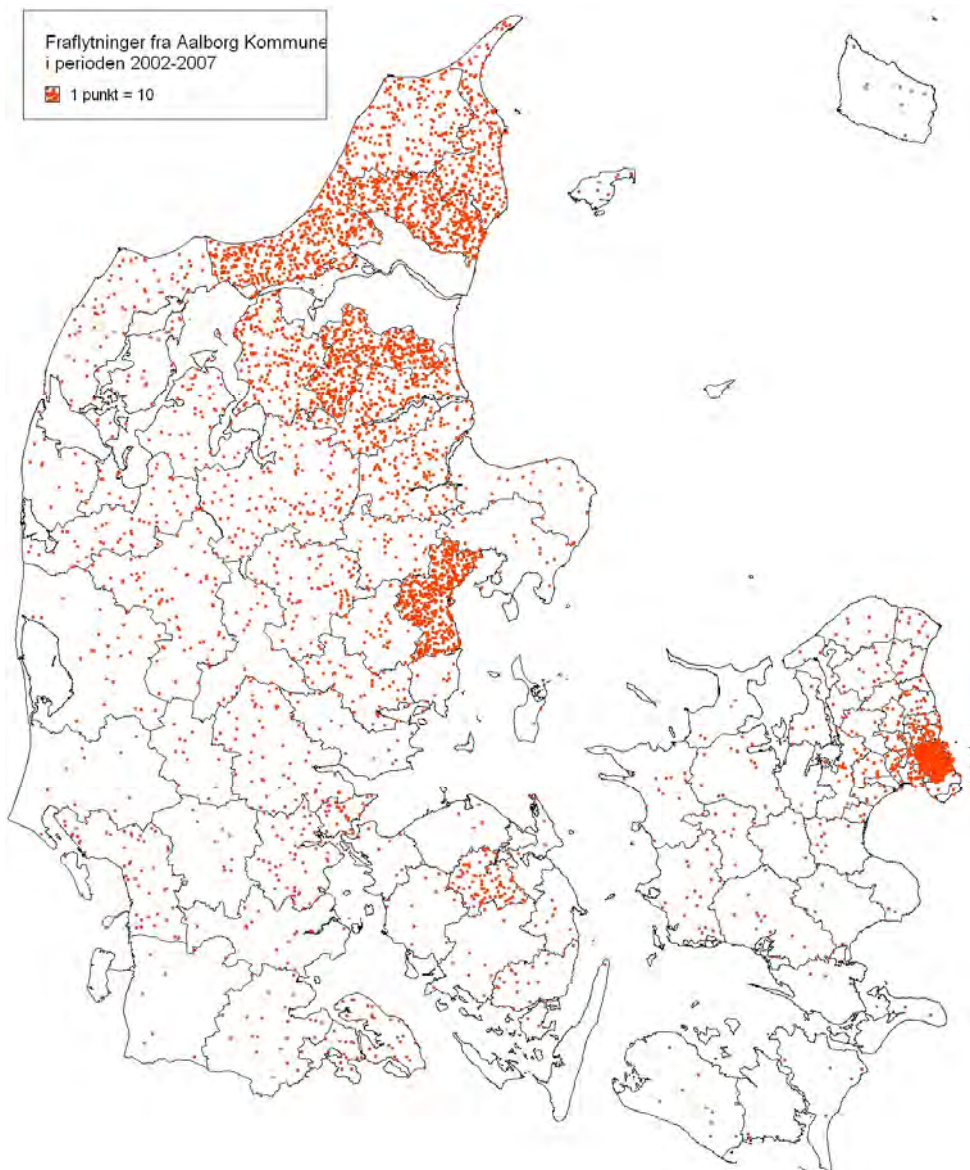 Fraflytninger fra Aalborg Kommune
i perioden 2002-2007
1 punkt = 10